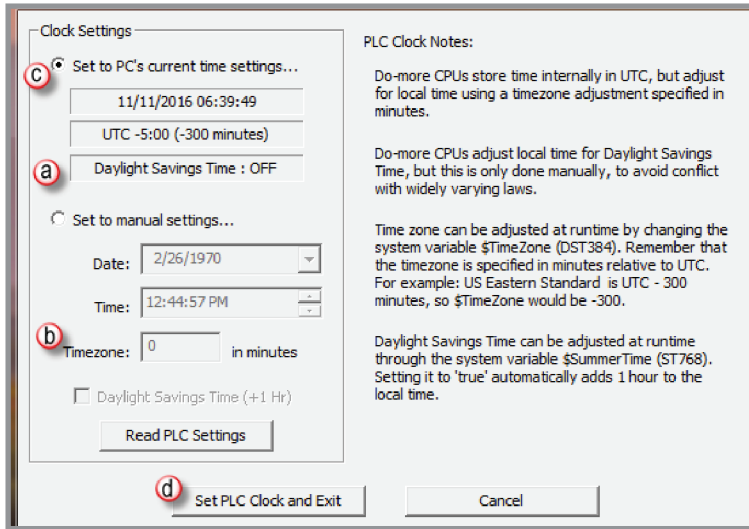 Clock Settings
c
Set to PC's current time settings...
11/11/2016 06:39:49
UTC -5:00 (-300 minutes)
a
Daylight Savings Time : OFF
Set to manual settings...
Date: 2/26/1970
Time: 12:44:57 PM
b
Timezone: 0 in minutes
Daylight Savings Time (+1 Hr)
Read PLC Settings
PLC Clock Notes:
Do-more CPUs store time internally in UTC, but adjust
for local time using a timezone adjustment specified in
minutes.
Do-more CPUs adjust local time for Daylight Savings
Time, but this is only done manually, to avoid conflict
with widely varying laws.
Time zone can be adjusted at runtime by changing the
system variable $TimeZone (DST384). Remember that
the timezone is specified in minutes relative to UTC.
For example: US Eastern Standard is UTC - 300
minutes, so $TimeZone would be -300.
Daylight Savings Time can be adjusted at runtime
through the system variable $SummerTime (ST768).
Setting it to 'true' automatically adds 1 hour to the
local time.
d
Set PLC Clock and Exit
Cancel